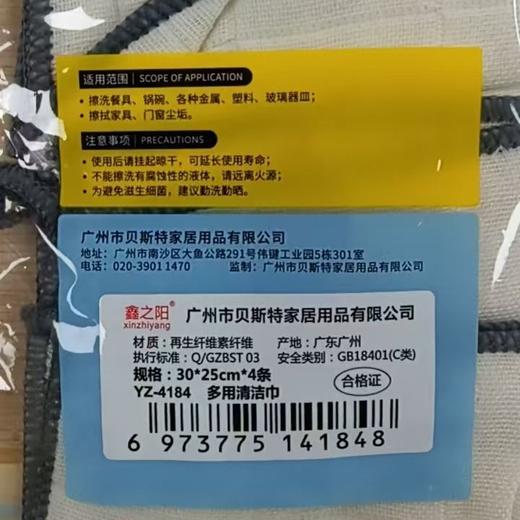 适用范围 | SCOPE OF APPLICATION
• 擦洗餐具、锅碗、各种金属、塑料、玻璃器皿；
• 擦拭家具、门窗尘垢。
注意事项 | PRECAUTIONS
• 使用后请挂起晾干，可延长使用寿命；
• 不能擦洗有腐蚀性的液体，请远离火源；
• 为避免滋生细菌，建议勤洗勤晒。
广州市贝斯特家居用品有限公司
地址：广州市南沙区大鱼公路291号伟键工业园5栋301室
电话：020-3901 1470 监制：广州市贝斯特家居用品有限公司
鑫之阳 广州市贝斯特家居用品有限公司
xinzhiyang
材质：再生纤维素纤维 产地：广东广州
执行标准：Q/GZBST 03 安全类别：GB18401(C类)
规格：30*25cm*4条
合格证
YZ-4184 多用清洁巾
6 973775 141848